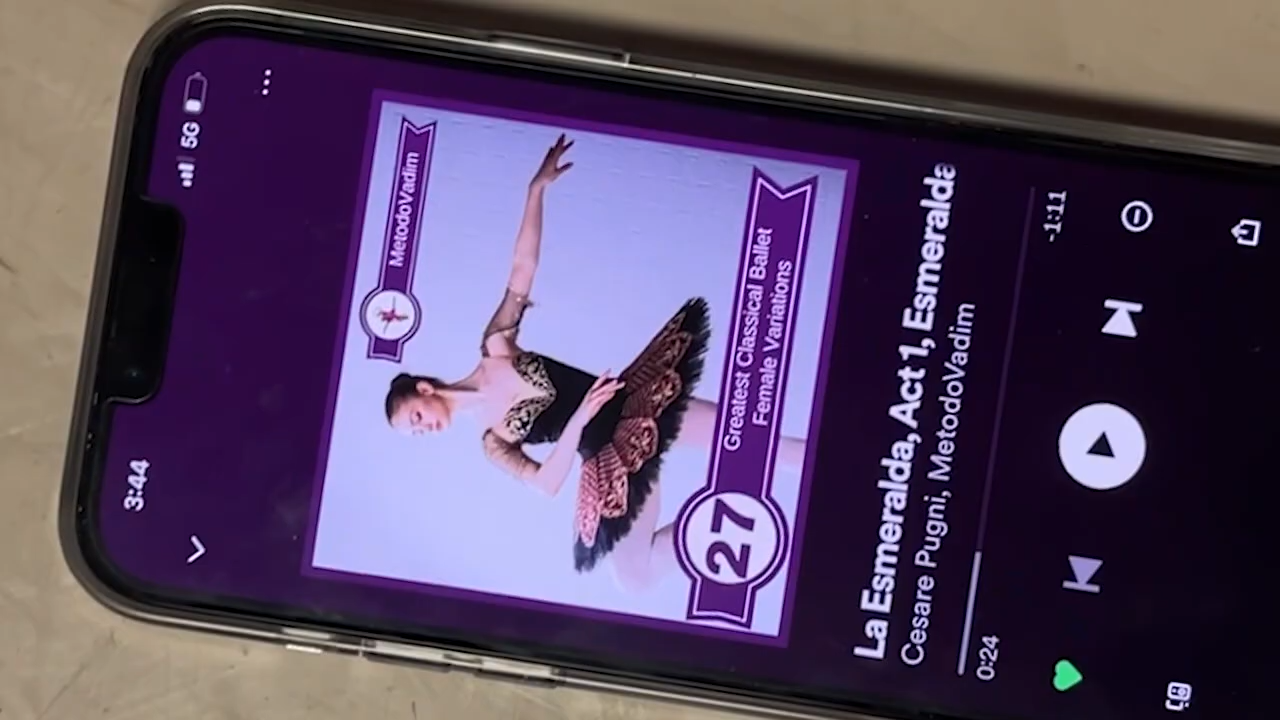 3:44
5G
MetodoVadim
27
Greatest Classical Ballet
Female Variations
La Esmeralda, Act 1, Esmeralda
Cesare Pugni, MetodoVadim
0:24
-1:11